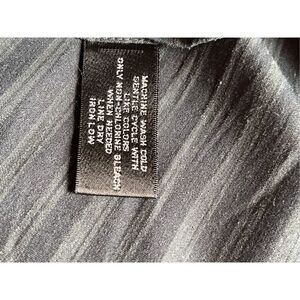 MACHINE WASH COLD
GENTLE CYCLE WITH
LIKE COLORS
ONLY NON-CHLORINE BLEACH
WHEN NEEDED
LINE DRY
IRON LOW